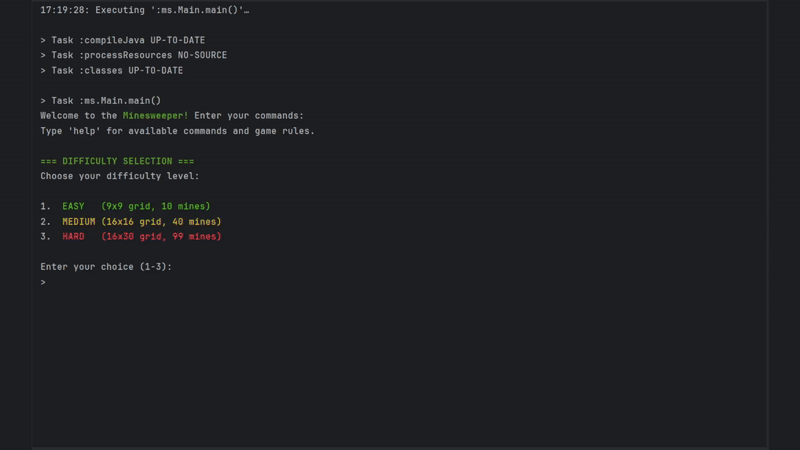 17:19:28: Executing ':ms.Main.main()'…
> Task :compileJava UP-TO-DATE
> Task :processResources NO-SOURCE
> Task :classes UP-TO-DATE
> Task :ms.Main.main()
Welcome to the Minesweeper! Enter your commands:
Type 'help' for available commands and game rules.
=== DIFFICULTY SELECTION ===
Choose your difficulty level:
1.  EASY   (9x9 grid, 10 mines)
2.  MEDIUM (16x16 grid, 40 mines)
3.  HARD   (16x30 grid, 99 mines)
Enter your choice (1-3):
>